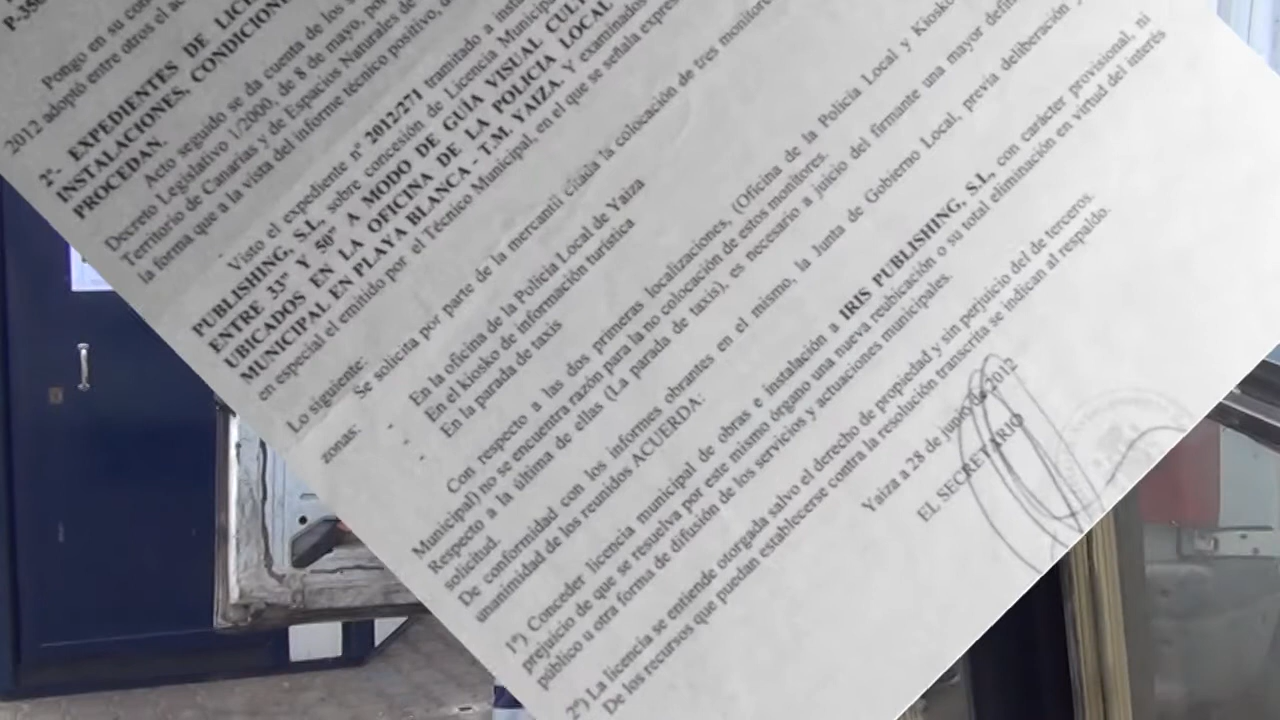 P-350
Pongo en su con
2012 adoptó entre otros el ac
2º- EXPEDIENTES DE LICE
INSTALACIONES, CONDICION
PROCEDAN.
Acto seguido se da cuenta de los s
Decreto Legislativo 1/2000, de 8 de mayo, por
Territorio de Canarias y de Espacios Naturales de
la forma que a la vista del informe técnico positivo,
Visto el expediente nº 2012/271 tramitado a inst
PUBLISHING, S.L, sobre concesión de Licencia Municipa
ENTRE 33" Y 50" A MODO DE GUÍA VISUAL CULT
UBICADOS EN LA OFICINA DE LA POLICIA LOCAL
MUNICIPAL EN PLAYA BLANCA - T.M. YAIZA, Y examinados
en especial el emitido por el Técnico Municipal, en el que se señala expres
Lo siguiente:
Se solicita por parte de la mercantil citada la colocación de tres monitore
zonas:
- En la oficina de la Policia Local de Yaiza
- En el kiosko de información turística
- En la parada de taxis
Con respecto a las dos primeras localizaciones, (Oficina de la Policia Local y Kiosk
Municipal) no se encuentra razón para la no colocación de estos monitores.
Respecto a la última de ellas (La parada de taxis), es necesario a juicio del firmante una mayor defini
solicitud.
De conformidad con los informes obrantes en el mismo, la Junta de Gobierno Local, previa deliberación
unanimidad de los reunidos ACUERDA:
1º) Conceder licencia municipal de obras e instalación a IRIS PUBLISHING, S.L, con carácter provisional, ni
prejuicio de que se resuelva por este mismo órgano una nueva reubicación o su total eliminación en virtud del interés
público u otra forma de difusión de los servicios y actuaciones municipales.
2º) La licencia se entiende otorgada salvo el derecho de propiedad y sin perjuicio del de terceros.
De los recursos que puedan establecerse contra la resolución transcrita se indican al respaldo.
Yaiza a 28 de junio de 2012
EL SECRETARIO